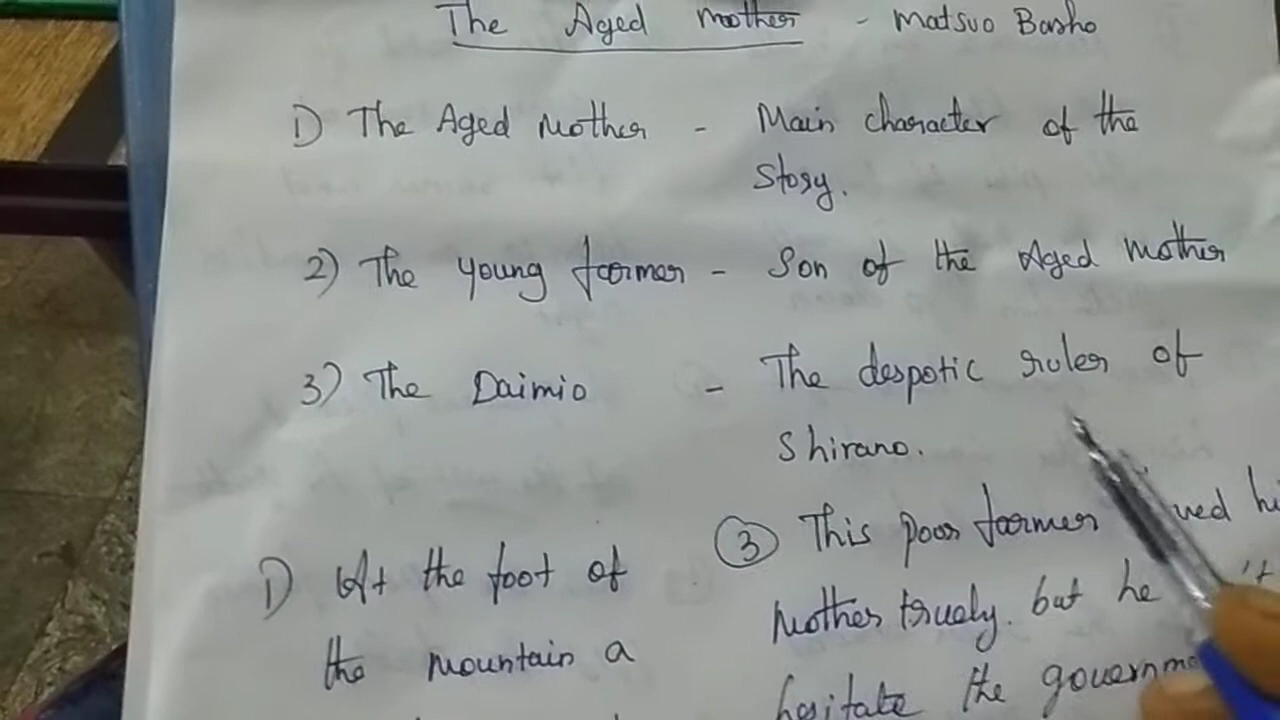 The Aged Mother - Matsuo Basho
1) The Aged Mother - Main character of the
story.
2) The young farmer - Son of the Aged Mother
3) The Daimio - The despotic ruler of
Shirano.
1) At the foot of
the mountain a
③ This poor farmer
Mother truely. but he
hesitate the